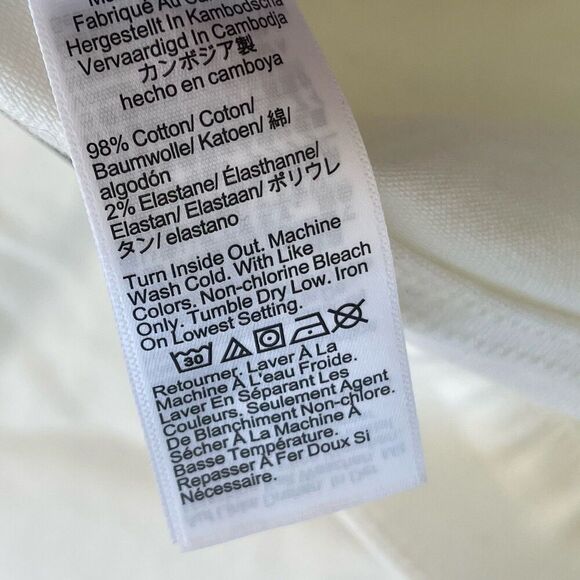 Fabriqué Au
Hergestellt In Kambodscha
Vervaardigd In Cambodja
カンボジア製
hecho en camboya
98% Cotton/ Coton/
Baumwolle/ Katoen/ 綿/
algodón
2% Elastane/ Élasthanne/
Elastan/ Elastaan/ ポリウレ
タン/ elastano
Turn Inside Out. Machine
Wash Cold. With Like
Colors. Non-chlorine Bleach
Only. Tumble Dry Low. Iron
On Lowest Setting.
30
Retourner. Laver À La
Machine À L'eau Froide.
Laver En Séparant Les
Couleurs. Seulement Agent
De Blanchiment Non-chlore.
Sécher À La Machine À
Basse Température.
Repasser À Fer Doux Si
Nécessaire.